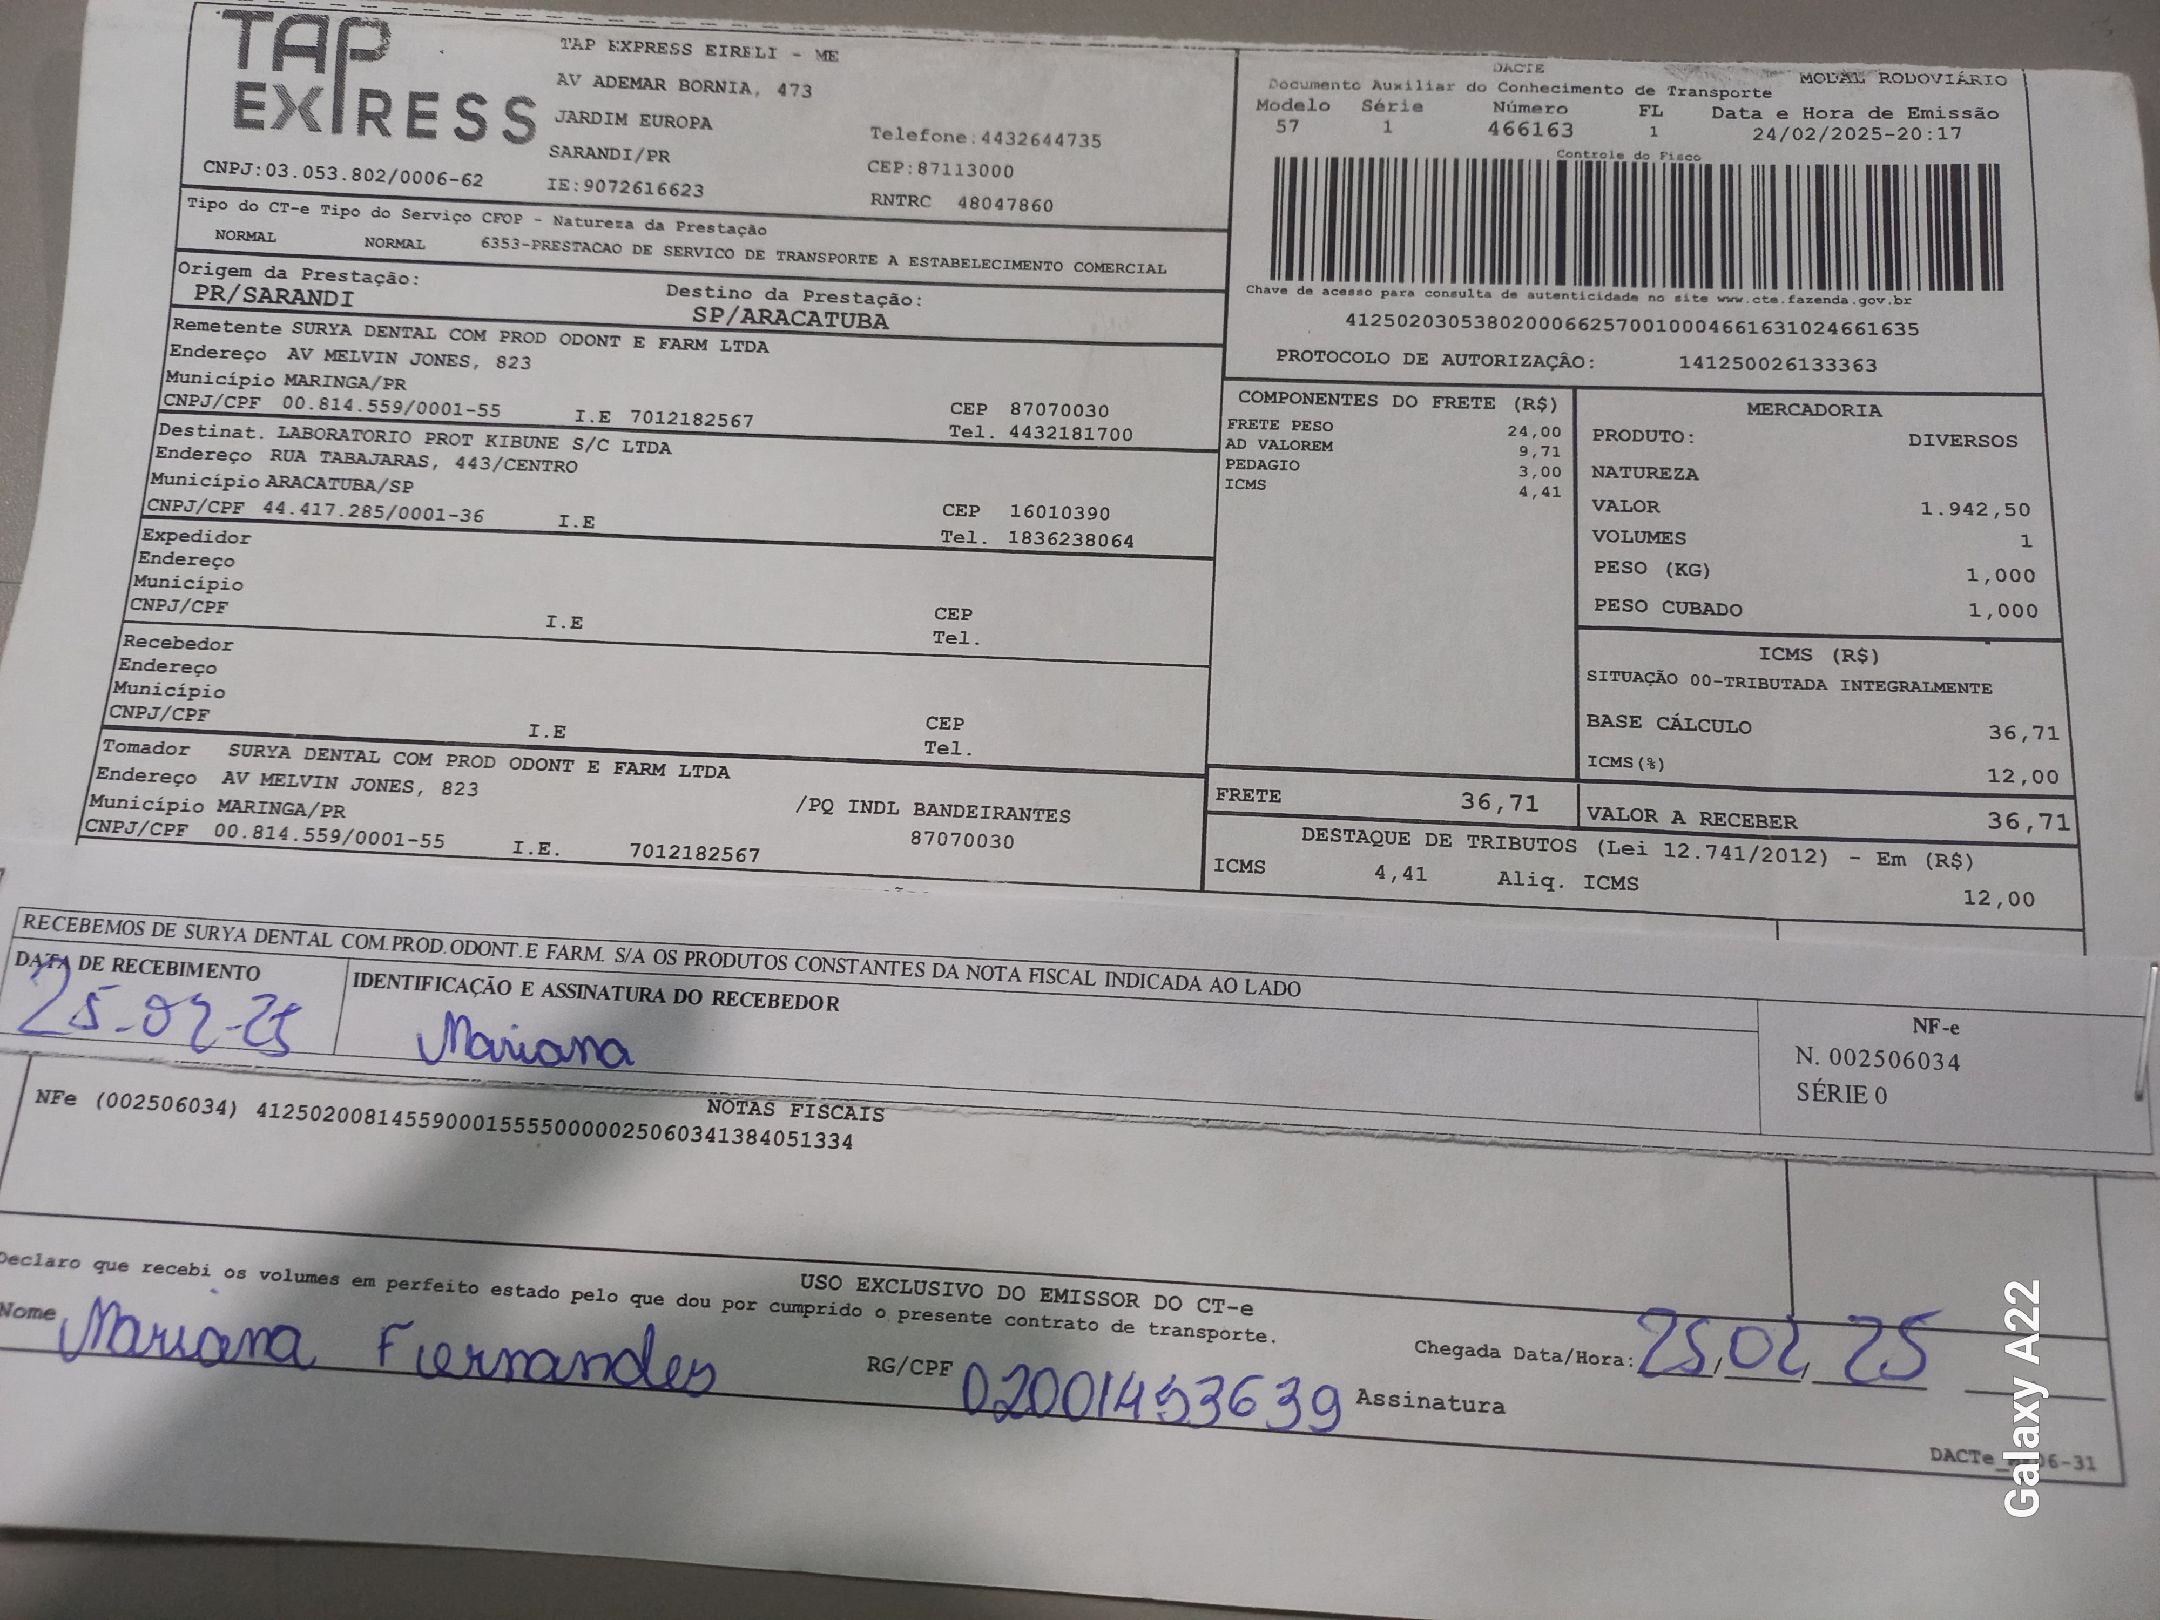 TAP
EXPRESS
CNPJ:03.053.802/0006-62
TAP EXPRESS EIRELI - ME
AV ADEMAR BORNIA, 473
JARDIM EUROPA
SARANDI/PR
IE:9072616623
Telefone:4432644735
CEP:87113000
RNTRC 48047860
DACTE
MODAL RODOVIÁRIO
Documento Auxiliar do Conhecimento de Transporte
Modelo Série Número FL Data e Hora de Emissão
57 1 466163 1 24/02/2025-20:17
Controle do Fisco
Chave de acesso para consulta de autenticidade no site www.cte.fazenda.gov.br
41250203053802000662570010004661631024661635
PROTOCOLO DE AUTORIZAÇÃO: 141250026133363
Tipo do CT-e Tipo do Serviço CFOP - Natureza da Prestação
NORMAL NORMAL 6353-PRESTACAO DE SERVICO DE TRANSPORTE A ESTABELECIMENTO COMERCIAL
Origem da Prestação: Destino da Prestação:
PR/SARANDI SP/ARACATUBA
Remetente SURYA DENTAL COM PROD ODONT E FARM LTDA
Endereço AV MELVIN JONES, 823
Município MARINGA/PR CEP 87070030
CNPJ/CPF 00.814.559/0001-55 I.E 7012182567 Tel. 4432181700
Destinat. LABORATORIO PROT KIBUNE S/C LTDA
Endereço RUA TABAJARAS, 443/CENTRO
Município ARACATUBA/SP CEP 16010390
CNPJ/CPF 44.417.285/0001-36 I.E Tel. 1836238064
Expedidor
Endereço
Município CEP
CNPJ/CPF I.E Tel.
Recebedor
Endereço
Município CEP
CNPJ/CPF I.E Tel.
Tomador SURYA DENTAL COM PROD ODONT E FARM LTDA
Endereço AV MELVIN JONES, 823 /PQ INDL BANDEIRANTES
Município MARINGA/PR 87070030
CNPJ/CPF 00.814.559/0001-55 I.E. 7012182567
COMPONENTES DO FRETE (R$)
FRETE PESO 24,00
AD VALOREM 9,71
PEDAGIO 3,00
ICMS 4,41
MERCADORIA
PRODUTO: DIVERSOS
NATUREZA
VALOR 1.942,50
VOLUMES 1
PESO (KG) 1,000
PESO CUBADO 1,000
ICMS (R$)
SITUAÇÃO 00-TRIBUTADA INTEGRALMENTE
BASE CÁLCULO 36,71
ICMS(%) 12,00
FRETE 36,71 VALOR A RECEBER 36,71
DESTAQUE DE TRIBUTOS (Lei 12.741/2012) - Em (R$)
ICMS 4,41 Aliq. ICMS 12,00
RECEBEMOS DE SURYA DENTAL COM.PROD.ODONT.E FARM. S/A OS PRODUTOS CONSTANTES DA NOTA FISCAL INDICADA AO LADO
DATA DE RECEBIMENTO IDENTIFICAÇÃO E ASSINATURA DO RECEBEDOR
25-02-25 Mariana
NF-e
N. 002506034
SÉRIE 0
NOTAS FISCAIS
NFe (002506034) 41250200814559000155550000025060341384051334
USO EXCLUSIVO DO EMISSOR DO CT-e
Declaro que recebi os volumes em perfeito estado pelo que dou por cumprido o presente contrato de transporte.
Nome Mariana Fernandes RG/CPF 02001453639 Assinatura
Chegada Data/Hora: 25,02,25
Galaxy A22